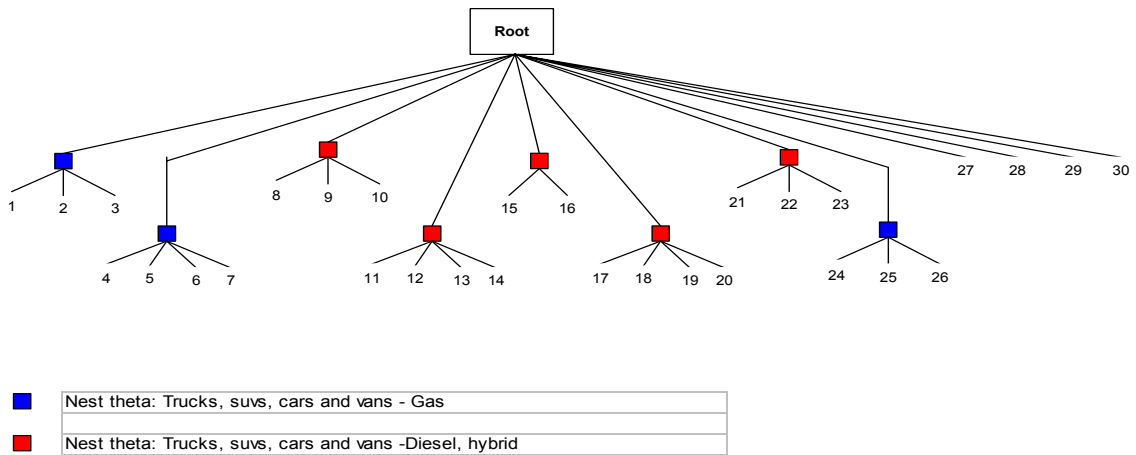 Root
27 28 29 30
1 2 3
8 9 10
15 16
21 22 23
4 5 6 7
11 12 13 14
17 18 19 20
24 25 26
Nest theta: Trucks, suvs, cars and vans - Gas
Nest theta: Trucks, suvs, cars and vans -Diesel, hybrid